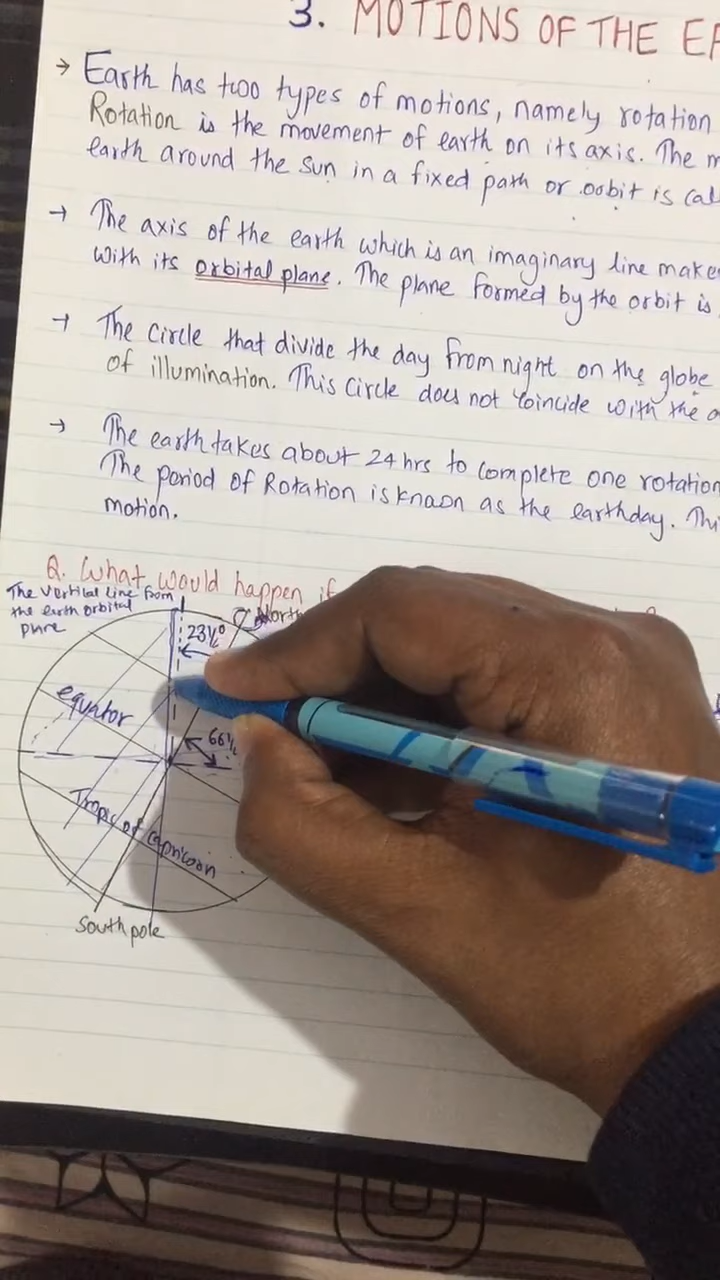 3. MOTIONS OF THE EA
→ Earth has two types of motions, namely rotation
Rotation is the movement of earth on its axis. The m
earth around the sun in a fixed path or oobit is cal
→ The axis of the earth which is an imaginary line make
with its orbital plane. The plane formed by the orbit is
→ The Circle that divide the day from night on the globe
of illumination. This Circle does not coincide with the a
→ The earth takes about 24 hrs to complete one rotation
The period of Rotation is knaon as the earthday. Thi
motion.
Q. What would happen if
The vertical line from
the earth orbital
plane
North
23½°
equator
66½
Tropic of capricoon
South pole